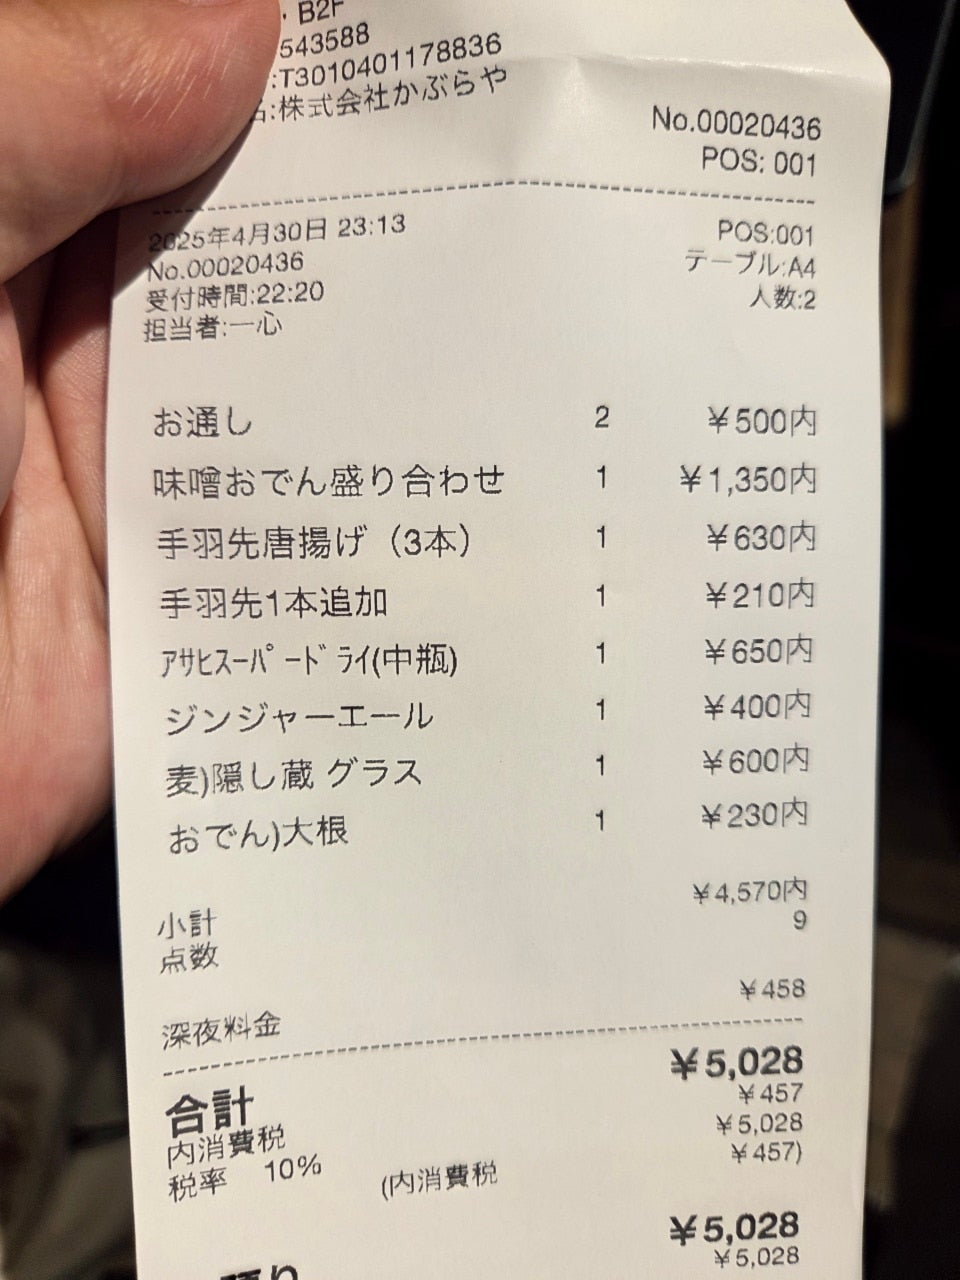 ・B2F
543588
:T3010401178836
名:株式会社かぶらや
No.00020436
POS: 001
2025年4月30日 23:13 POS:001
No.00020436 テーブル:A4
受付時間:22:20 人数:2
担当者:一心
お通し 2 ¥500内
味噌おでん盛り合わせ 1 ¥1,350内
手羽先唐揚げ（3本） 1 ¥630内
手羽先1本追加 1 ¥210内
ｱｻﾋｽｰﾊﾟｰﾄﾞﾗｲ(中瓶) 1 ¥650内
ジンジャーエール 1 ¥400内
麦)隠し蔵 グラス 1 ¥600内
おでん)大根 1 ¥230内
小計 ¥4,570内
点数 9
深夜料金 ¥458
合計 ¥5,028
内消費税 ¥457
税率 10% ¥5,028
(内消費税 ¥457)
¥5,028
¥5,028